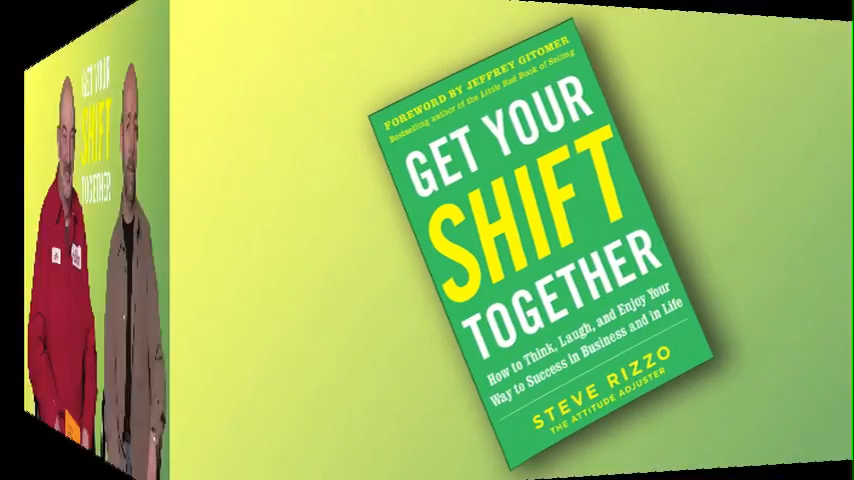 GET YOUR
SHIFT
TOGETHER
FOREWORD BY JEFFREY GITOMER
Bestselling author of the Little Red Book of Selling
GET YOUR
SHIFT
TOGETHER
How to Think, Laugh, and Enjoy Your
Way to Success in Business and in Life
STEVE RIZZO
THE ATTITUDE ADJUSTER